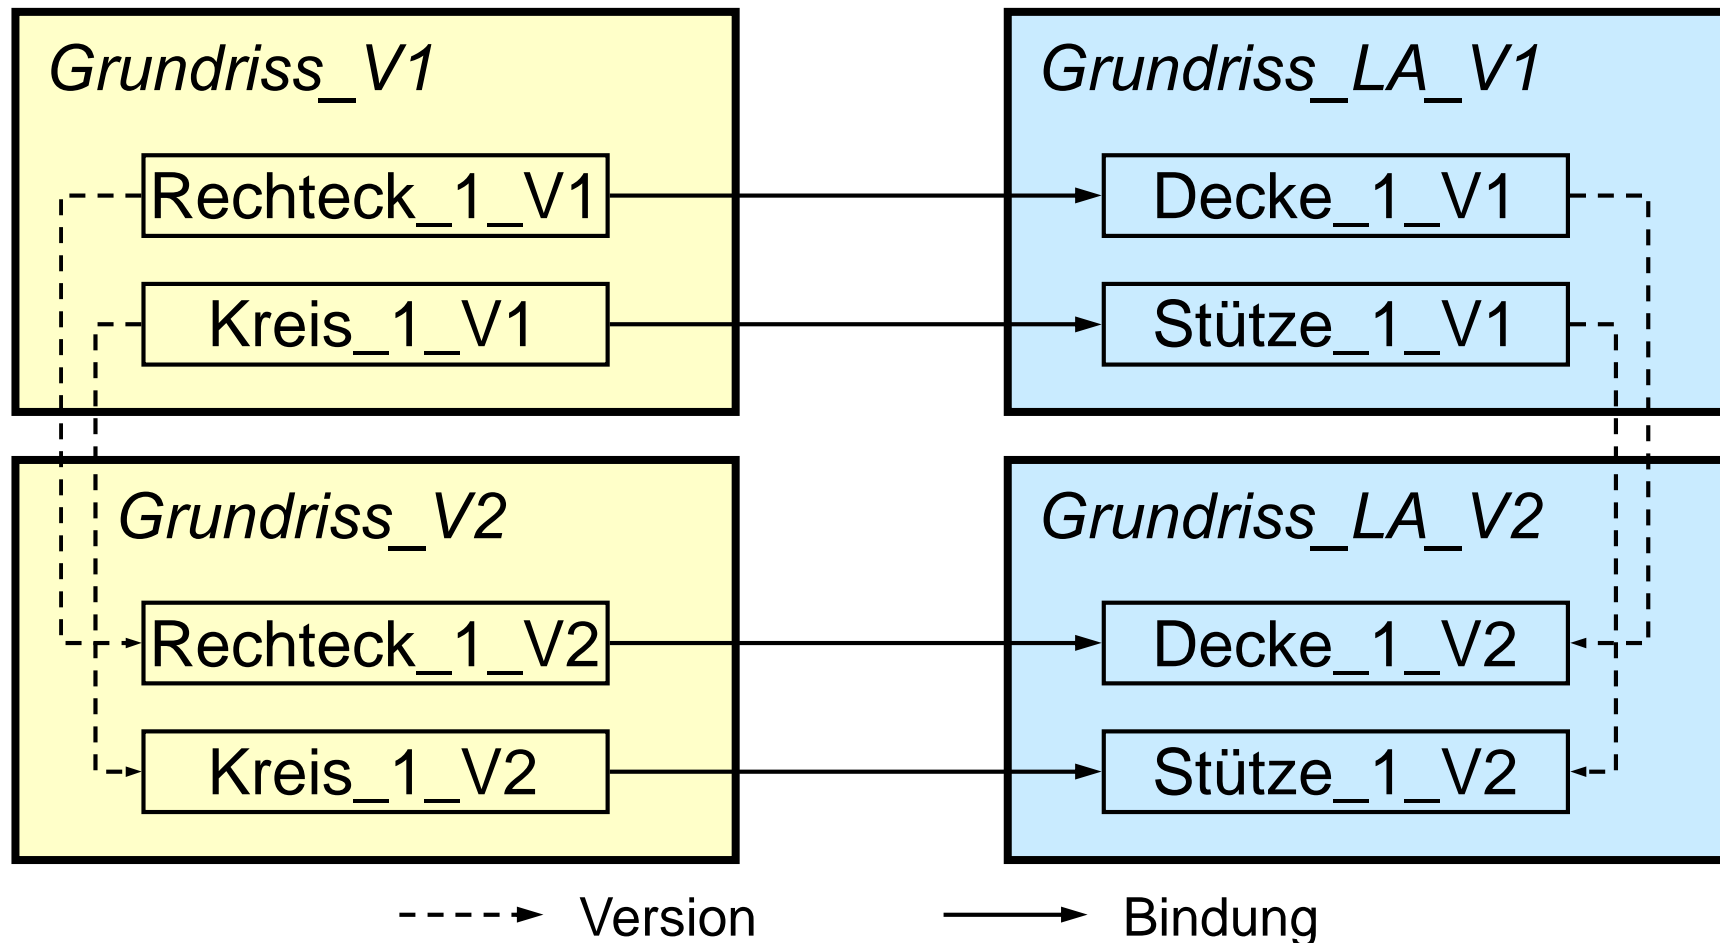 Grundriss_V1
Grundriss_LA_V1
Rechteck_1_V1
Decke_1_V1
Kreis_1_V1
Stütze_1_V1
Grundriss_V2
Grundriss_LA_V2
Rechteck_1_V2
Decke_1_V2
Kreis_1_V2
Stütze_1_V2
Version
Bindung